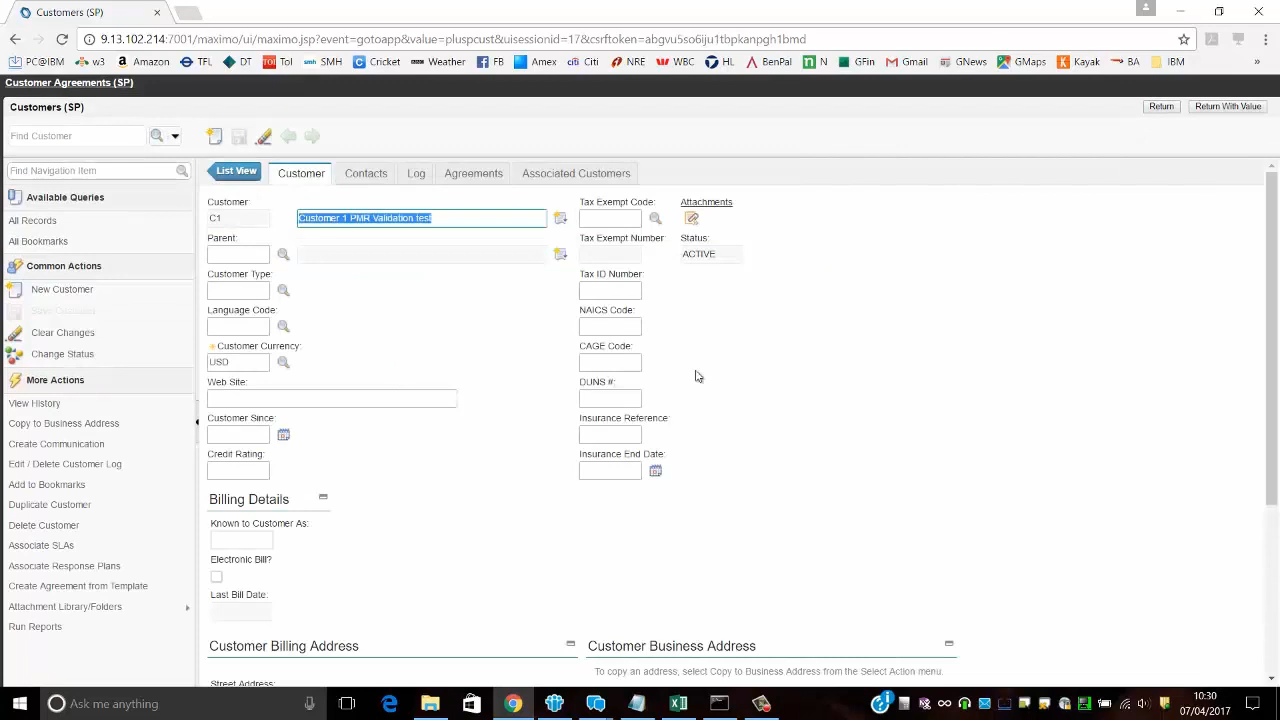 Customers (SP)
9.13.102.214:7001/maximo/ui/maximo.jsp?event=gotoapp&value=pluspcust&uisessionid=17&csrftoken=abgvu5so6iju1tbpkanpgh1bmd
PC@IBM w3 Amazon TFL DT ToI SMH Cricket Weather FB Amex Citi NRE WBC HL BenPal N GFin Gmail GNews GMaps Kayak BA IBM »
Customer Agreements (SP)
Customers (SP) Return Return With Value
Find Customer
Find Navigation Item
Available Queries
All Records
All Bookmarks
Common Actions
New Customer
Save Customer
Clear Changes
Change Status
More Actions
View History
Copy to Business Address
Create Communication
Edit / Delete Customer Log
Add to Bookmarks
Duplicate Customer
Delete Customer
Associate SLAs
Associate Response Plans
Create Agreement from Template
Attachment Library/Folders
Run Reports
List View Customer Contacts Log Agreements Associated Customers
Customer: Tax Exempt Code: Attachments
C1 Customer 1 PMR Validation test
Parent: Tax Exempt Number: Status:
ACTIVE
Customer Type: Tax ID Number:
Language Code: NAICS Code:
Customer Currency: CAGE Code:
USD
Web Site: DUNS #:
Customer Since: Insurance Reference:
Credit Rating: Insurance End Date:
Billing Details
Known to Customer As:
Electronic Bill?
Last Bill Date:
Customer Billing Address Customer Business Address
To copy an address, select Copy to Business Address from the Select Action menu.
Street Address:
Ask me anything
10:30
07/04/2017